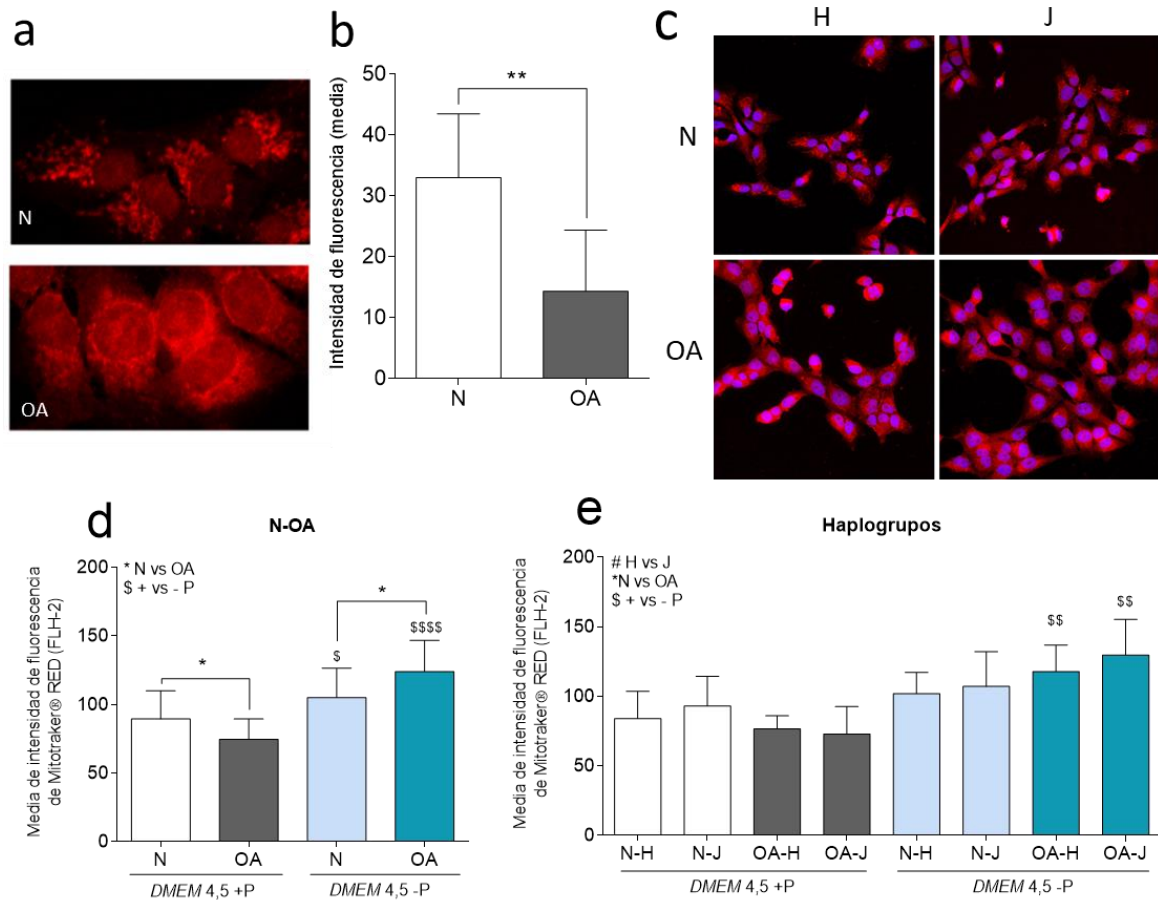 a
N
OA
b
Intensidad de fluorescencia (media)
50
40
30
20
10
0
**
N
OA
c
H
J
N
OA
d
N-OA
Media de intensidad de fluorescencia
de Mitotraker® RED (FLH-2)
200
150
100
50
0
* N vs OA
$ + vs - P
*
*
$
$$$$
N
OA
N
OA
DMEM 4,5 +P
DMEM 4,5 -P
e
Haplogrupos
Media de intensidad de fluorescencia
de Mitotraker® RED (FLH-2)
200
150
100
50
0
# H vs J
*N vs OA
$ + vs - P
$$
$$
N-H
N-J
OA-H
OA-J
N-H
N-J
OA-H
OA-J
DMEM 4,5 +P
DMEM 4,5 -P